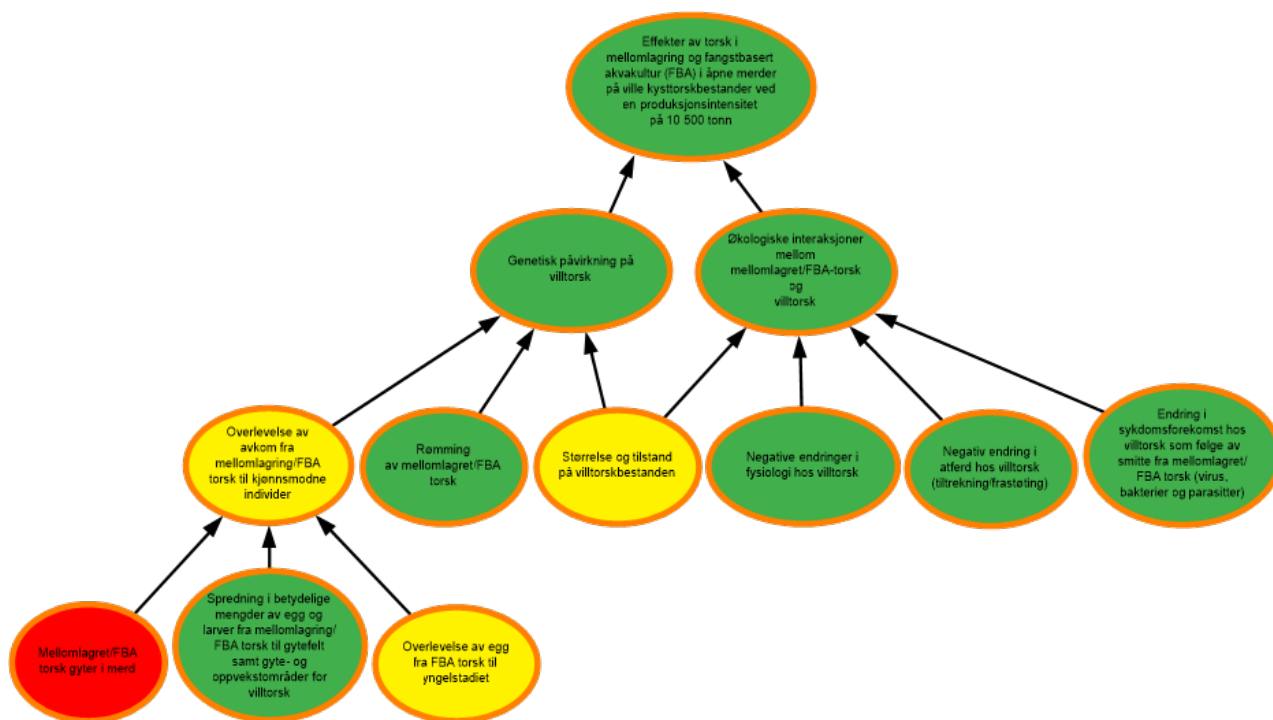 Effekter av torsk i
mellomlagring og fangstbasert
akvakultur (FBA) i åpne merder
på ville kysttorskbestander ved
en produksjonsintensitet
på 10 500 tonn
Genetisk påvirkning på
villtorsk
Økologiske interaksjoner
mellom
mellomlagret/FBA-torsk
og
villtorsk
Overlevelse av
avkom fra
mellomlagring/FBA
torsk til kjønnsmodne
individer
Rømming
av mellomlagret/FBA
torsk
Størrelse og tilstand
på villtorskbestanden
Negative endringer i
fysiologi hos villtorsk
Negativ endring i
atferd hos villtorsk
(tiltrekning/frastøting)
Endring i
sykdomsforekomst hos
villtorsk som følge av
smitte fra mellomlagret/
FBA torsk (virus,
bakterier og parasitter)
Mellomlagret/FBA
torsk gyter i merd
Spredning i betydelige
mengder av egg og
larver fra mellomlagring/
FBA torsk til gytefelt
samt gyte- og
oppvekstområder for
villtorsk
Overlevelse av egg
fra FBA torsk til
yngelstadiet